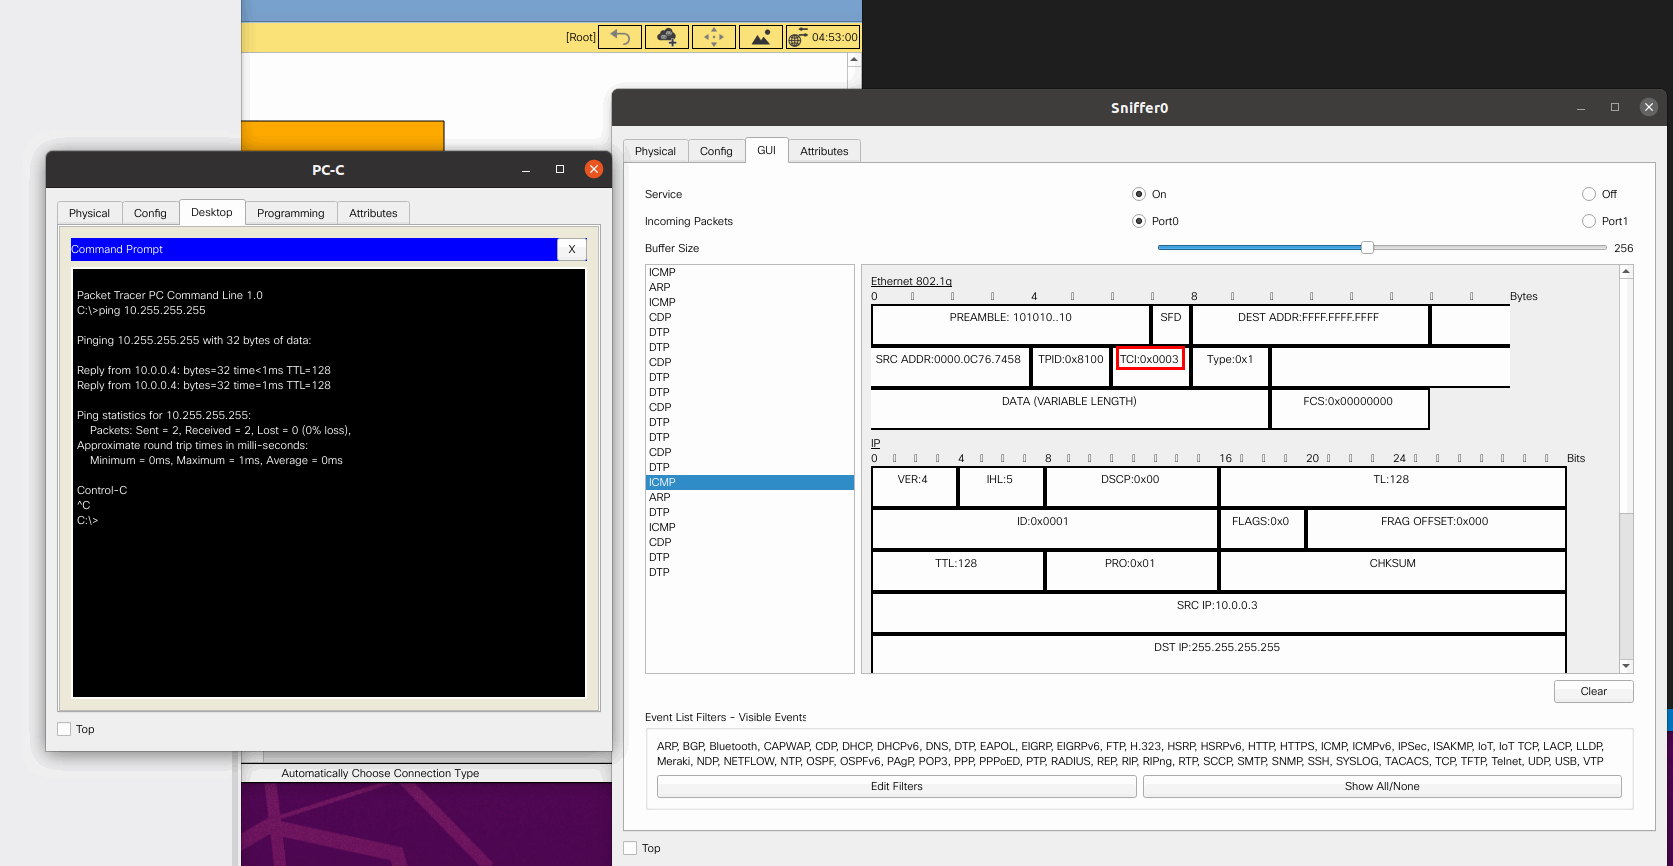 [Root]
04:53:00
Sniffer0
Physical
Config
GUI
Attributes
Service
On
Off
Incoming Packets
Port0
Port1
Buffer Size
256
ICMP
ARP
ICMP
CDP
DTP
DTP
CDP
DTP
DTP
CDP
DTP
DTP
CDP
DTP
ICMP
ARP
DTP
ICMP
CDP
DTP
DTP
Ethernet 802.1q
0 4 8 Bytes
PREAMBLE: 101010..10 SFD DEST ADDR:FFFF.FFFF.FFFF
SRC ADDR:0000.0C76.7458 TPID:0x8100 TCI:0x0003 Type:0x1
DATA (VARIABLE LENGTH) FCS:0x00000000
IP
0 4 8 16 20 24 Bits
VER:4 IHL:5 DSCP:0x00 TL:128
ID:0x0001 FLAGS:0x0 FRAG OFFSET:0x000
TTL:128 PRO:0x01 CHKSUM
SRC IP:10.0.0.3
DST IP:255.255.255.255
Clear
Event List Filters - Visible Events
ARP, BGP, Bluetooth, CAPWAP, CDP, DHCP, DHCPv6, DNS, DTP, EAPOL, EIGRP, EIGRPv6, FTP, H.323, HSRP, HSRPv6, HTTP, HTTPS, ICMP, ICMPv6, IPSec, ISAKMP, IoT, IoT TCP, LACP, LLDP,
Meraki, NDP, NETFLOW, NTP, OSPF, OSPFv6, PAgP, POP3, PPP, PPPoED, PTP, RADIUS, REP, RIP, RIPng, RTP, SCCP, SMTP, SNMP, SSH, SYSLOG, TACACS, TCP, TFTP, Telnet, UDP, USB, VTP
Edit Filters
Show All/None
Top
PC-C
Physical
Config
Desktop
Programming
Attributes
Command Prompt
X
Packet Tracer PC Command Line 1.0
C:\>ping 10.255.255.255
Pinging 10.255.255.255 with 32 bytes of data:
Reply from 10.0.0.4: bytes=32 time<1ms TTL=128
Reply from 10.0.0.4: bytes=32 time=1ms TTL=128
Ping statistics for 10.255.255.255:
Packets: Sent = 2, Received = 2, Lost = 0 (0% loss),
Approximate round trip times in milli-seconds:
Minimum = 0ms, Maximum = 1ms, Average = 0ms
Control-C
^C
C:\>
Top
Automatically Choose Connection Type